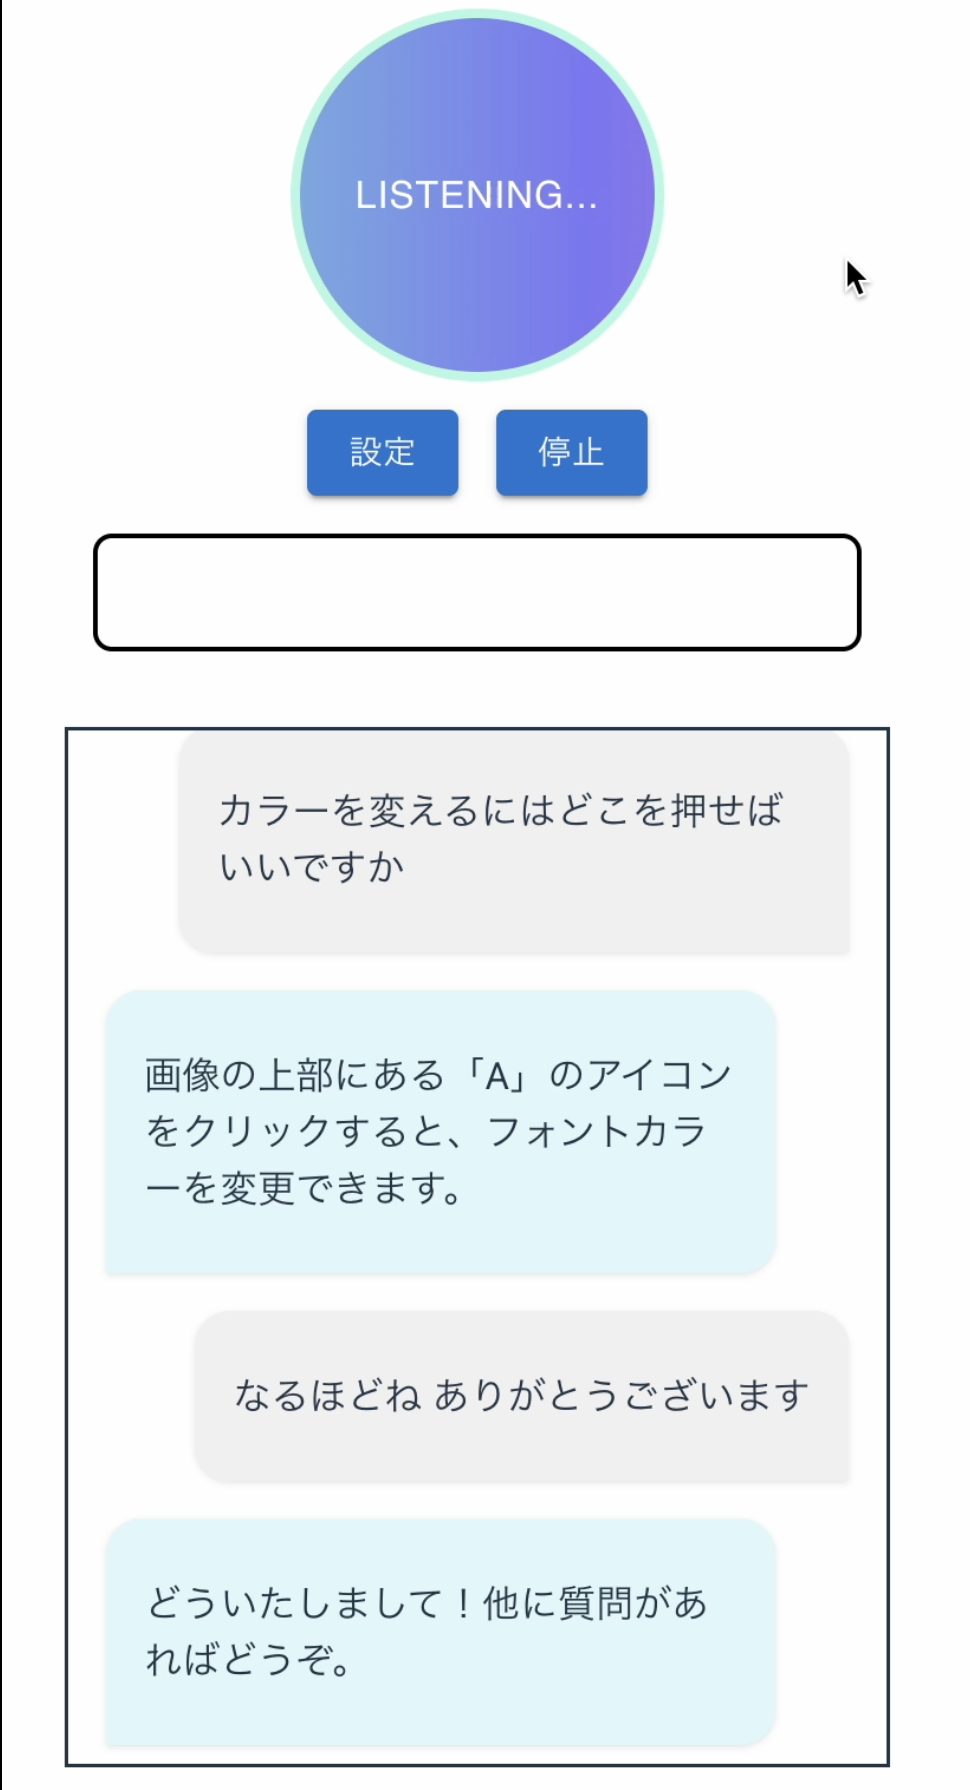 LISTENING...
設定
停止
カラーを変えるにはどこを押せば
いいですか
画像の上部にある「A」のアイコン
をクリックすると、フォントカラ
ーを変更できます。
なるほどね ありがとうございます
どういたしまして！他に質問があ
ればどうぞ。